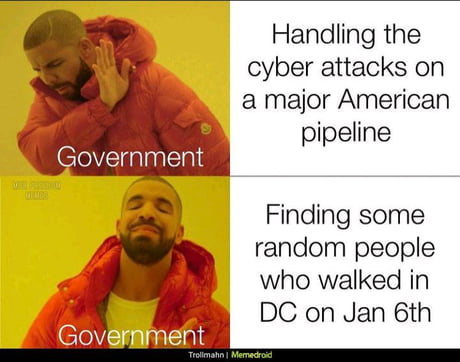 Handling the
cyber attacks on
a major American
pipeline
Government
Finding some
random people
who walked in
DC on Jan 6th
Government
Trollmahn | Memedroid